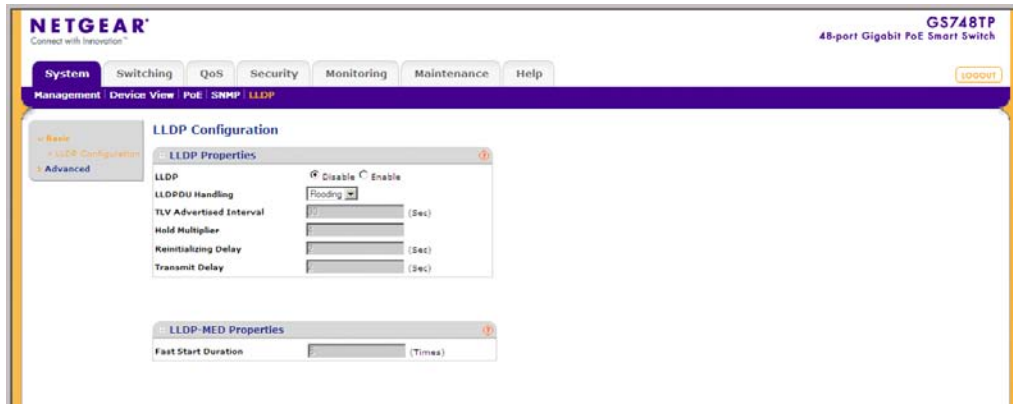 NETGEAR
Connect with Innovation™
GS748TP
48-port Gigabit PoE Smart Switch
System Switching QoS Security Monitoring Maintenance Help
LOGOUT
Management Device View PoE SNMP LLDP
Basic
LLDP Configuration
Advanced
LLDP Configuration
LLDP Properties
LLDP Disable Enable
LLDPDU Handling Flooding
TLV Advertised Interval (Sec)
Hold Multiplier
Reinitializing Delay (Sec)
Transmit Delay (Sec)
LLDP-MED Properties
Fast Start Duration (Times)